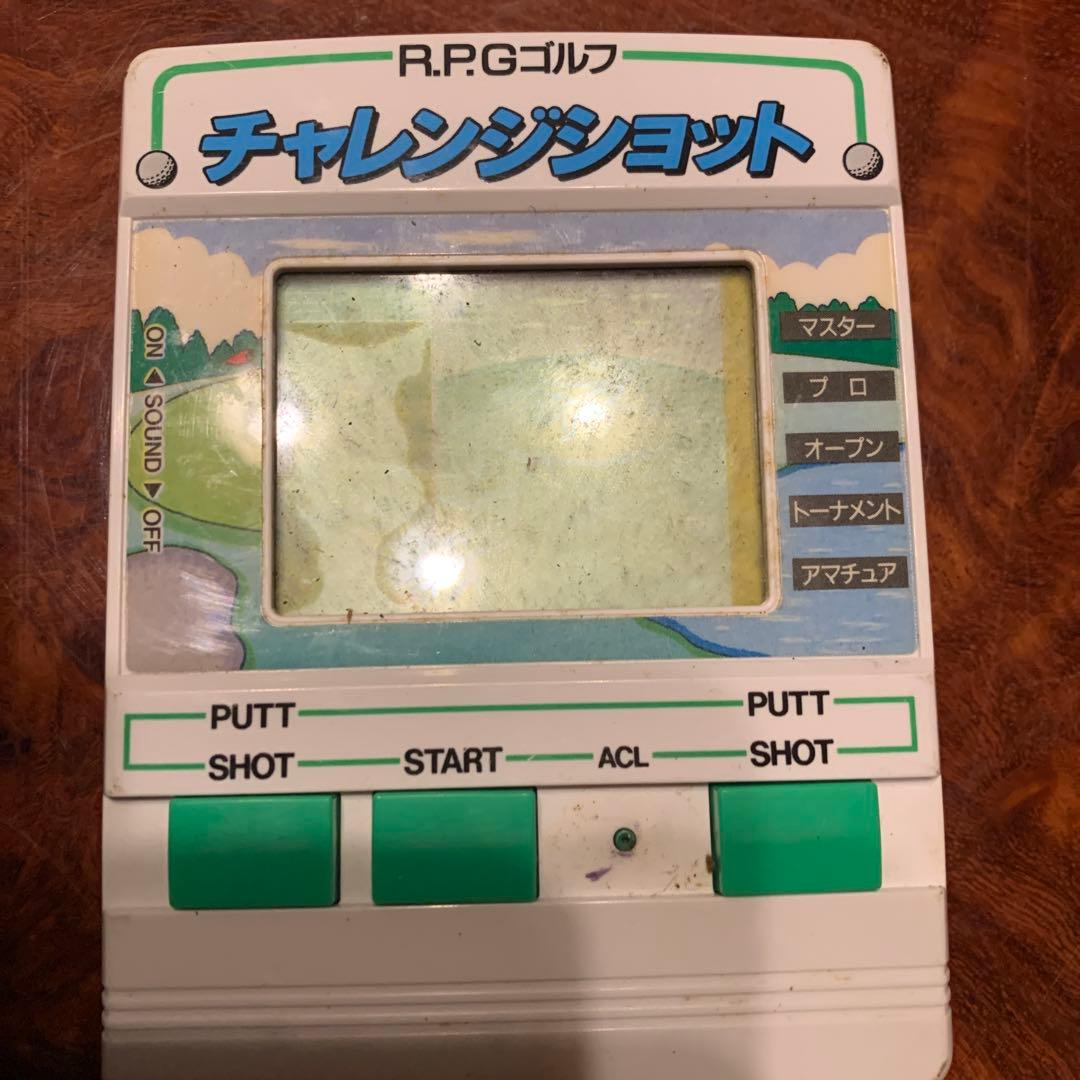 R.P.Gゴルフ
チャレンジショット
ON ◀ SOUND ▶ OFF
マスター
プロ
オープン
トーナメント
アマチュア
PUTT PUTT
SHOT START ACL SHOT